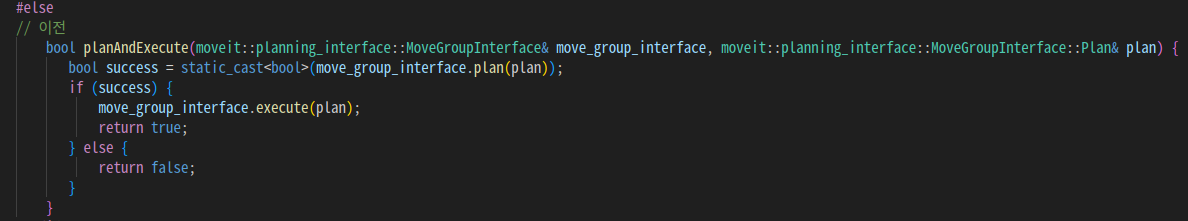 #else
// 이전
bool planAndExecute(moveit::planning_interface::MoveGroupInterface& move_group_interface, moveit::planning_interface::MoveGroupInterface::Plan& plan) {
bool success = static_cast<bool>(move_group_interface.plan(plan));
if (success) {
move_group_interface.execute(plan);
return true;
} else {
return false;
}
}